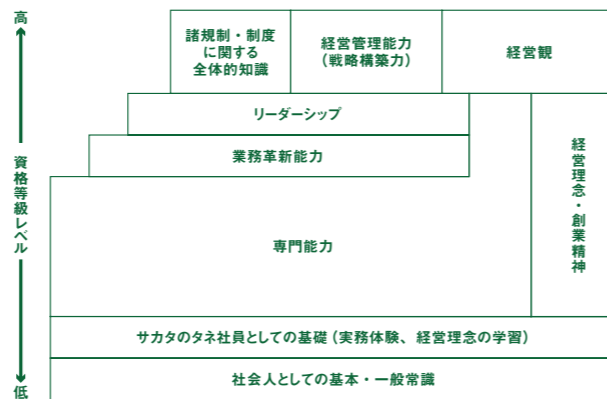 高
資格等級レベル
低
諸規制・制度
に関する
全体的知識
経営管理能力
（戦略構築力）
経営観
リーダーシップ
業務革新能力
経営理念・創業精神
専門能力
サカタのタネ社員としての基礎（実務体験、経営理念の学習）
社会人としての基本・一般常識